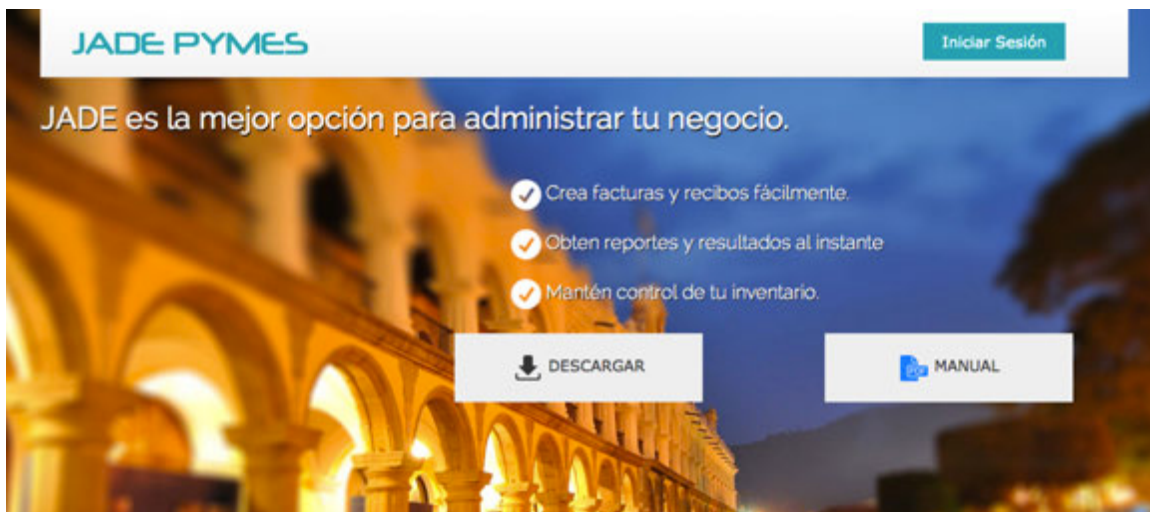 JADE PYMES
Iniciar Sesión
JADE es la mejor opción para administrar tu negocio.
Crea facturas y recibos fácilmente.
Obten reportes y resultados al instante
Mantén control de tu inventario.
DESCARGAR
PDF MANUAL